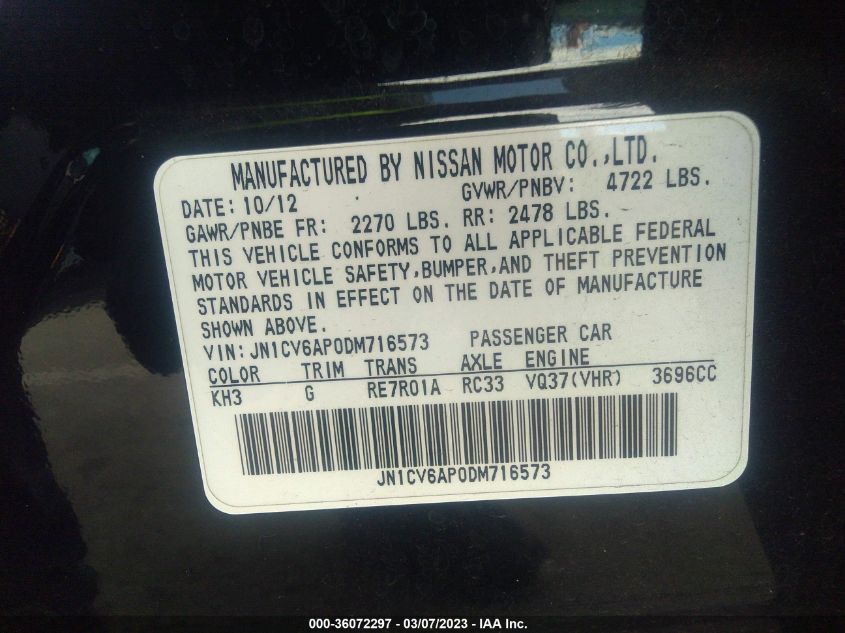 MANUFACTURED BY NISSAN MOTOR CO.,LTD.
DATE: 10/12 GVWR/PNBV: 4722 LBS.
GAWR/PNBE FR: 2270 LBS. RR: 2478 LBS.
THIS VEHICLE CONFORMS TO ALL APPLICABLE FEDERAL
MOTOR VEHICLE SAFETY,BUMPER,AND THEFT PREVENTION
STANDARDS IN EFFECT ON THE DATE OF MANUFACTURE
SHOWN ABOVE.
VIN: JN1CV6AP0DM716573 PASSENGER CAR
COLOR TRIM TRANS AXLE ENGINE
KH3 G RE7R01A RC33 VQ37(VHR) 3696CC
JN1CV6AP0DM716573
000-36072297 - 03/07/2023 - IAA Inc.